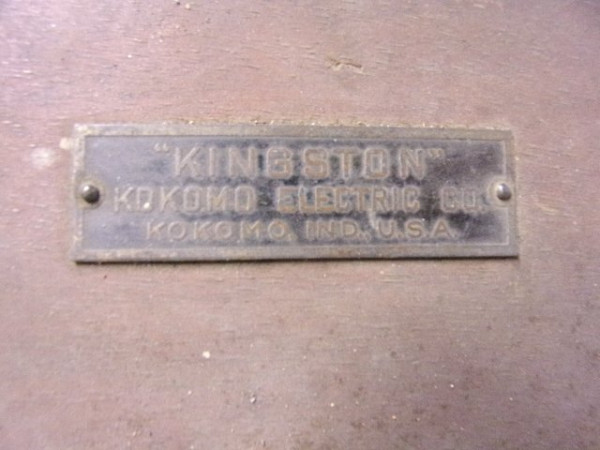 "KINGSTON"
KOKOMO ELECTRIC CO.
KOKOMO, IND., U.S.A.